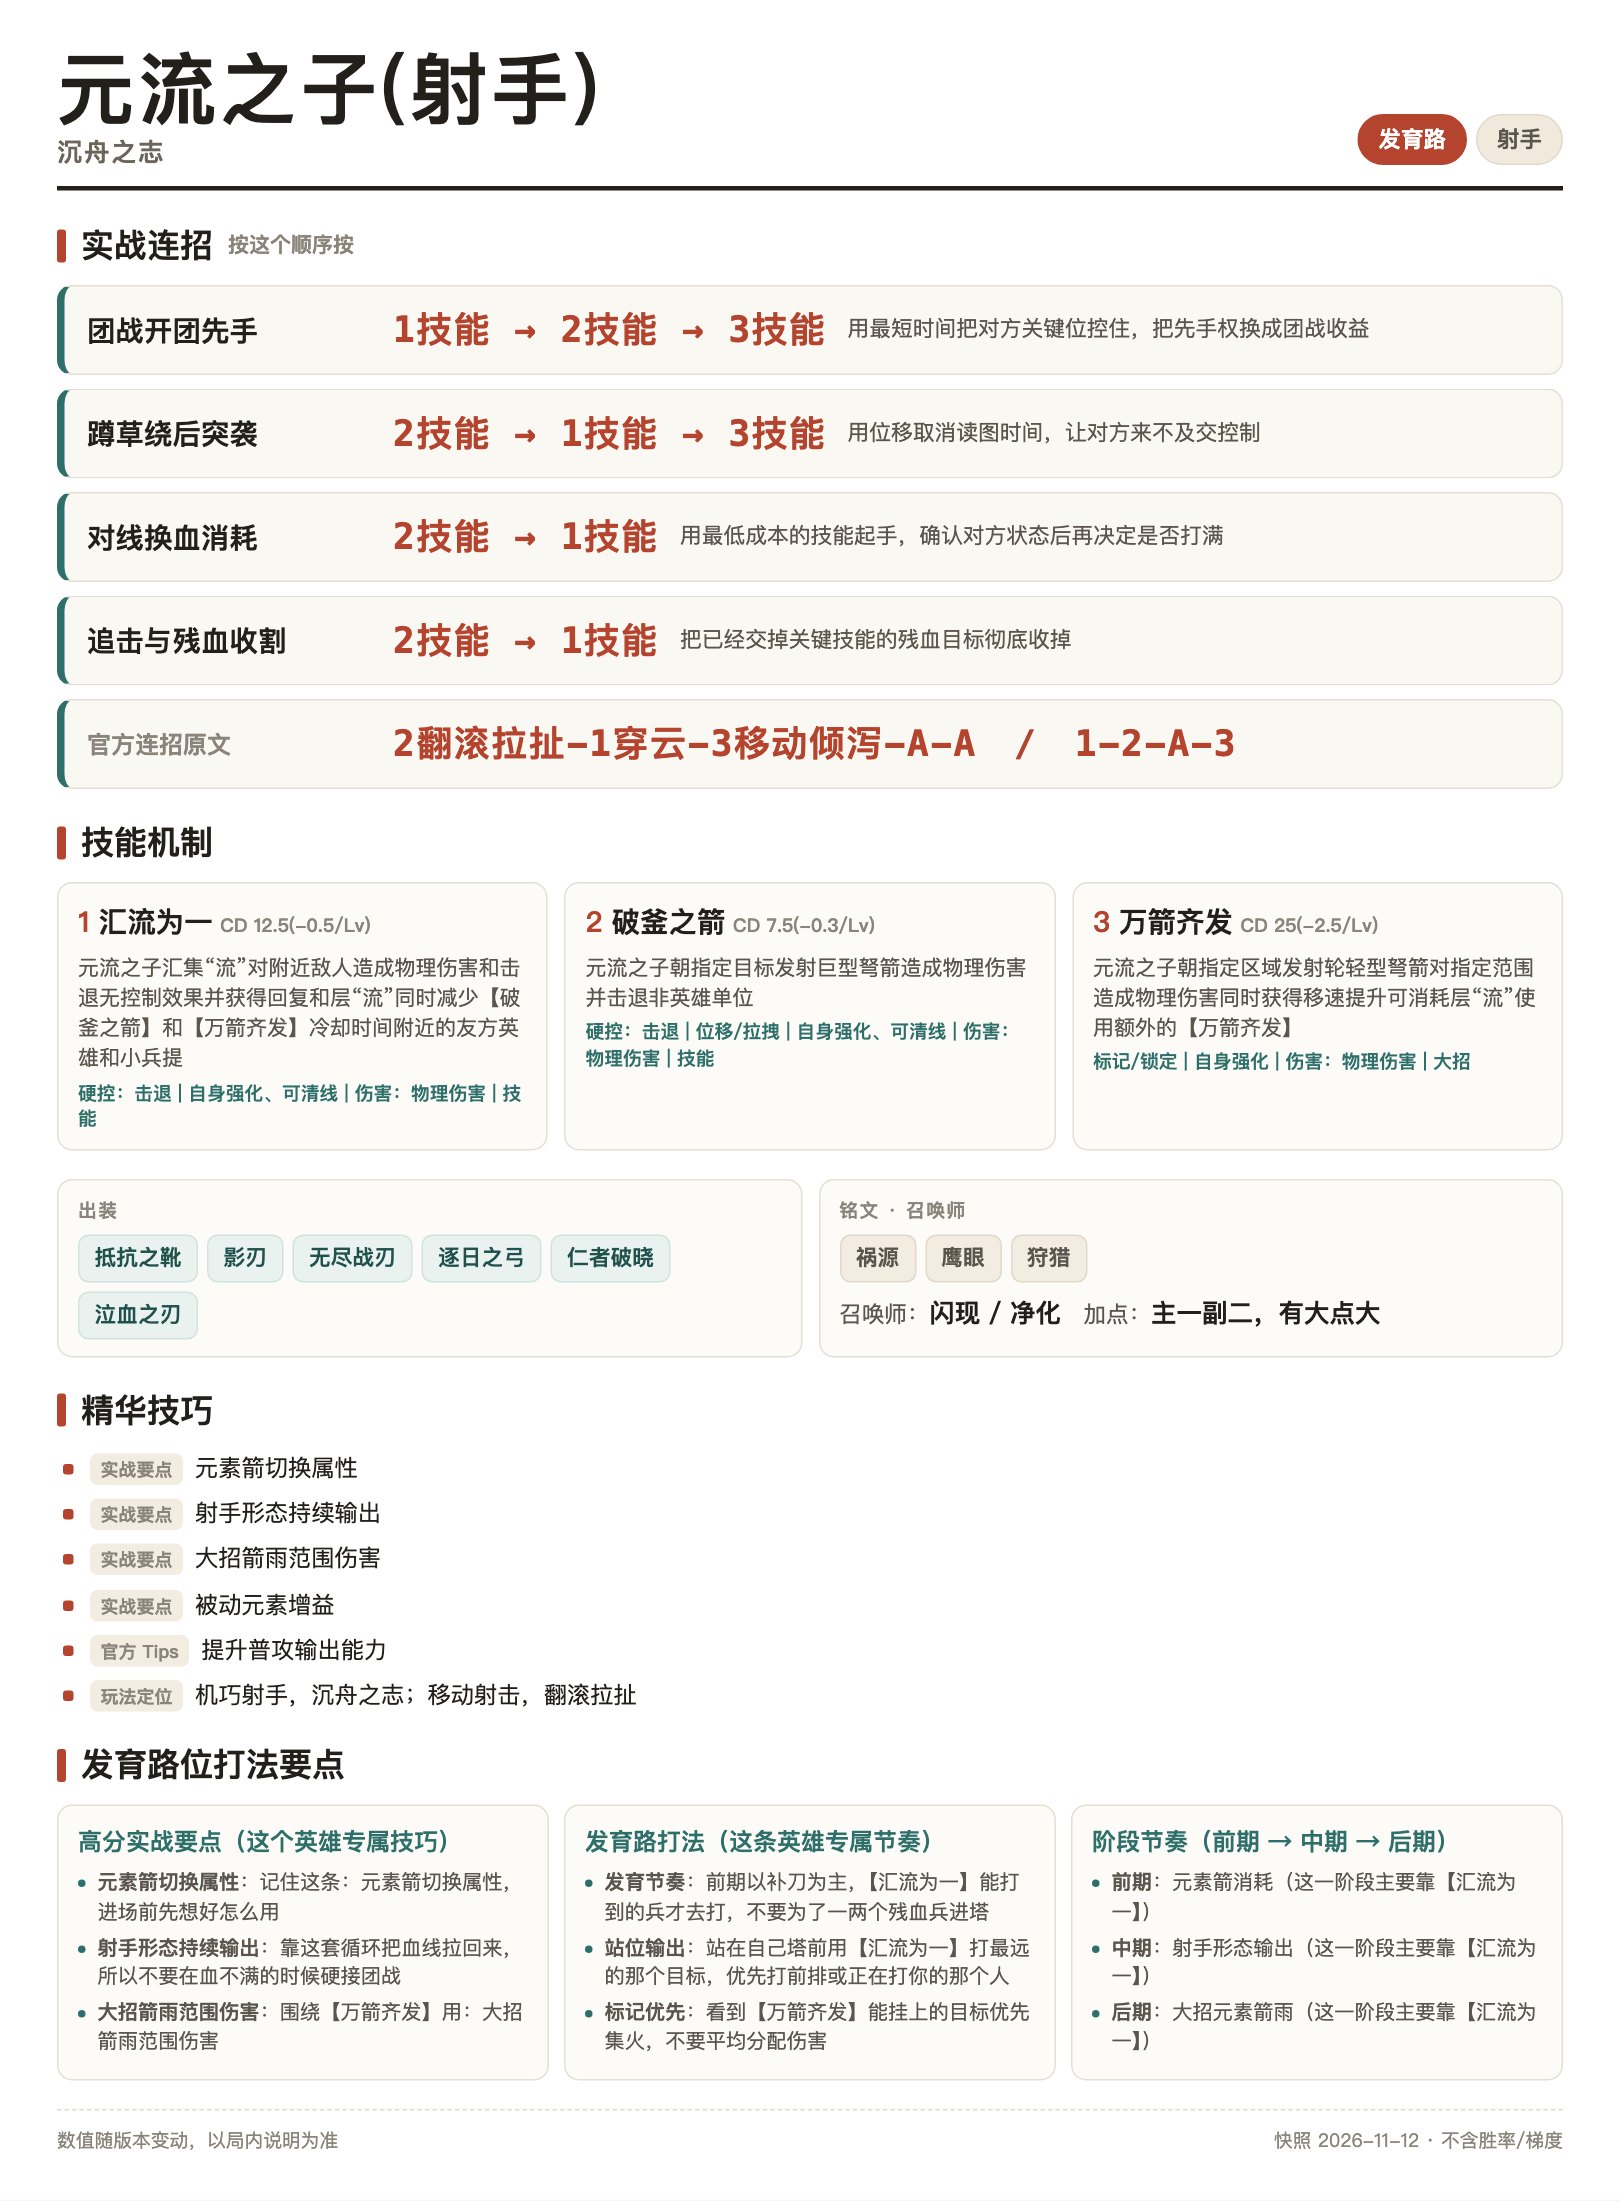 元流之子(射手)
沉舟之志
发育路 射手
实战连招 按这个顺序按
团战开团先手 1技能 → 2技能 → 3技能 用最短时间把对方关键位控住，把先手权换成团战收益
蹲草绕后突袭 2技能 → 1技能 → 3技能 用位移取消读图时间，让对方来不及交控制
对线换血消耗 2技能 → 1技能 用最低成本的技能起手，确认对方状态后再决定是否打满
追击与残血收割 2技能 → 1技能 把已经交掉关键技能的残血目标彻底收掉
官方连招原文 2翻滚拉扯-1穿云-3移动倾泻-A-A / 1-2-A-3
技能机制
1 汇流为一 CD 12.5(-0.5/Lv)
元流之子汇集“流”对附近敌人造成物理伤害和击
退无控制效果并获得回复和层“流”同时减少【破
釜之箭】和【万箭齐发】冷却时间附近的友方英
雄和小兵提
硬控：击退 | 自身强化、可清线 | 伤害：物理伤害 | 技
能
2 破釜之箭 CD 7.5(-0.3/Lv)
元流之子朝指定目标发射巨型弩箭造成物理伤害
并击退非英雄单位
硬控：击退 | 位移/拉拽 | 自身强化、可清线 | 伤害：
物理伤害 | 技能
3 万箭齐发 CD 25(-2.5/Lv)
元流之子朝指定区域发射轮轻型弩箭对指定范围
造成物理伤害同时获得移速提升可消耗层“流”使
用额外的【万箭齐发】
标记/锁定 | 自身强化 | 伤害：物理伤害 | 大招
出装
抵抗之靴 影刃 无尽战刃 逐日之弓 仁者破晓
泣血之刃
铭文 · 召唤师
祸源 鹰眼 狩猎
召唤师：闪现 / 净化 加点：主一副二，有大点大
精华技巧
实战要点 元素箭切换属性
实战要点 射手形态持续输出
实战要点 大招箭雨范围伤害
实战要点 被动元素增益
官方 Tips 提升普攻输出能力
玩法定位 机巧射手，沉舟之志；移动射击，翻滚拉扯
发育路位打法要点
高分实战要点（这个英雄专属技巧）
元素箭切换属性：记住这条：元素箭切换属性，
进场前先想好怎么用
射手形态持续输出：靠这套循环把血线拉回来，
所以不要在血不满的时候硬接团战
大招箭雨范围伤害：围绕【万箭齐发】用：大招
箭雨范围伤害
发育路打法（这条英雄专属节奏）
发育节奏：前期以补刀为主，【汇流为一】能打
到的兵才去打，不要为了一两个残血兵进塔
站位输出：站在自己塔前用【汇流为一】打最远
的那个目标，优先打前排或正在打你的那个人
标记优先：看到【万箭齐发】能挂上的目标优先
集火，不要平均分配伤害
阶段节奏（前期 → 中期 → 后期）
前期：元素箭消耗（这一阶段主要靠【汇流为
一】）
中期：射手形态输出（这一阶段主要靠【汇流为
一】）
后期：大招元素箭雨（这一阶段主要靠【汇流为
一】）
数值随版本变动，以局内说明为准
快照 2026-11-12 · 不含胜率/梯度